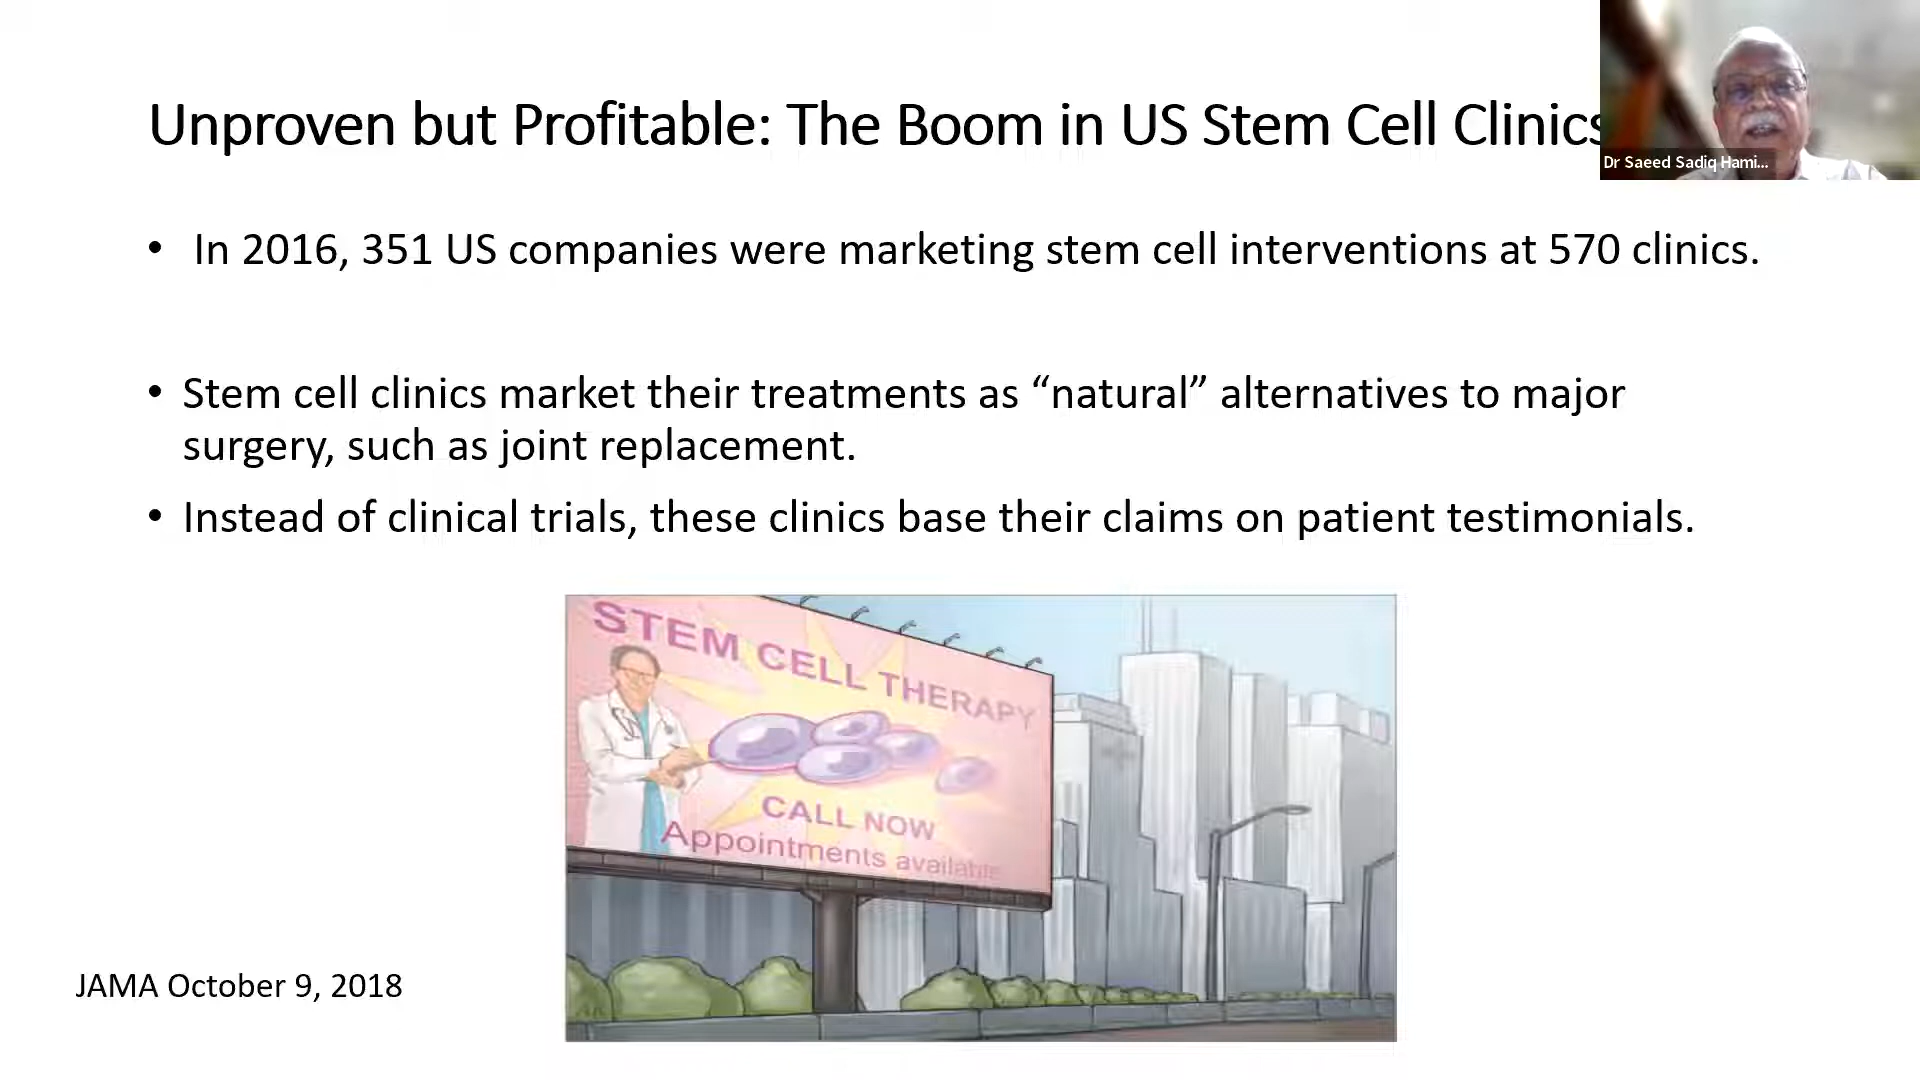 Unproven but Profitable: The Boom in US Stem Cell Clinics
Dr Saeed Sadiq Hami...
• In 2016, 351 US companies were marketing stem cell interventions at 570 clinics.
• Stem cell clinics market their treatments as “natural” alternatives to major
surgery, such as joint replacement.
• Instead of clinical trials, these clinics base their claims on patient testimonials.
STEM CELL THERAPY
CALL NOW
Appointments available
JAMA October 9, 2018